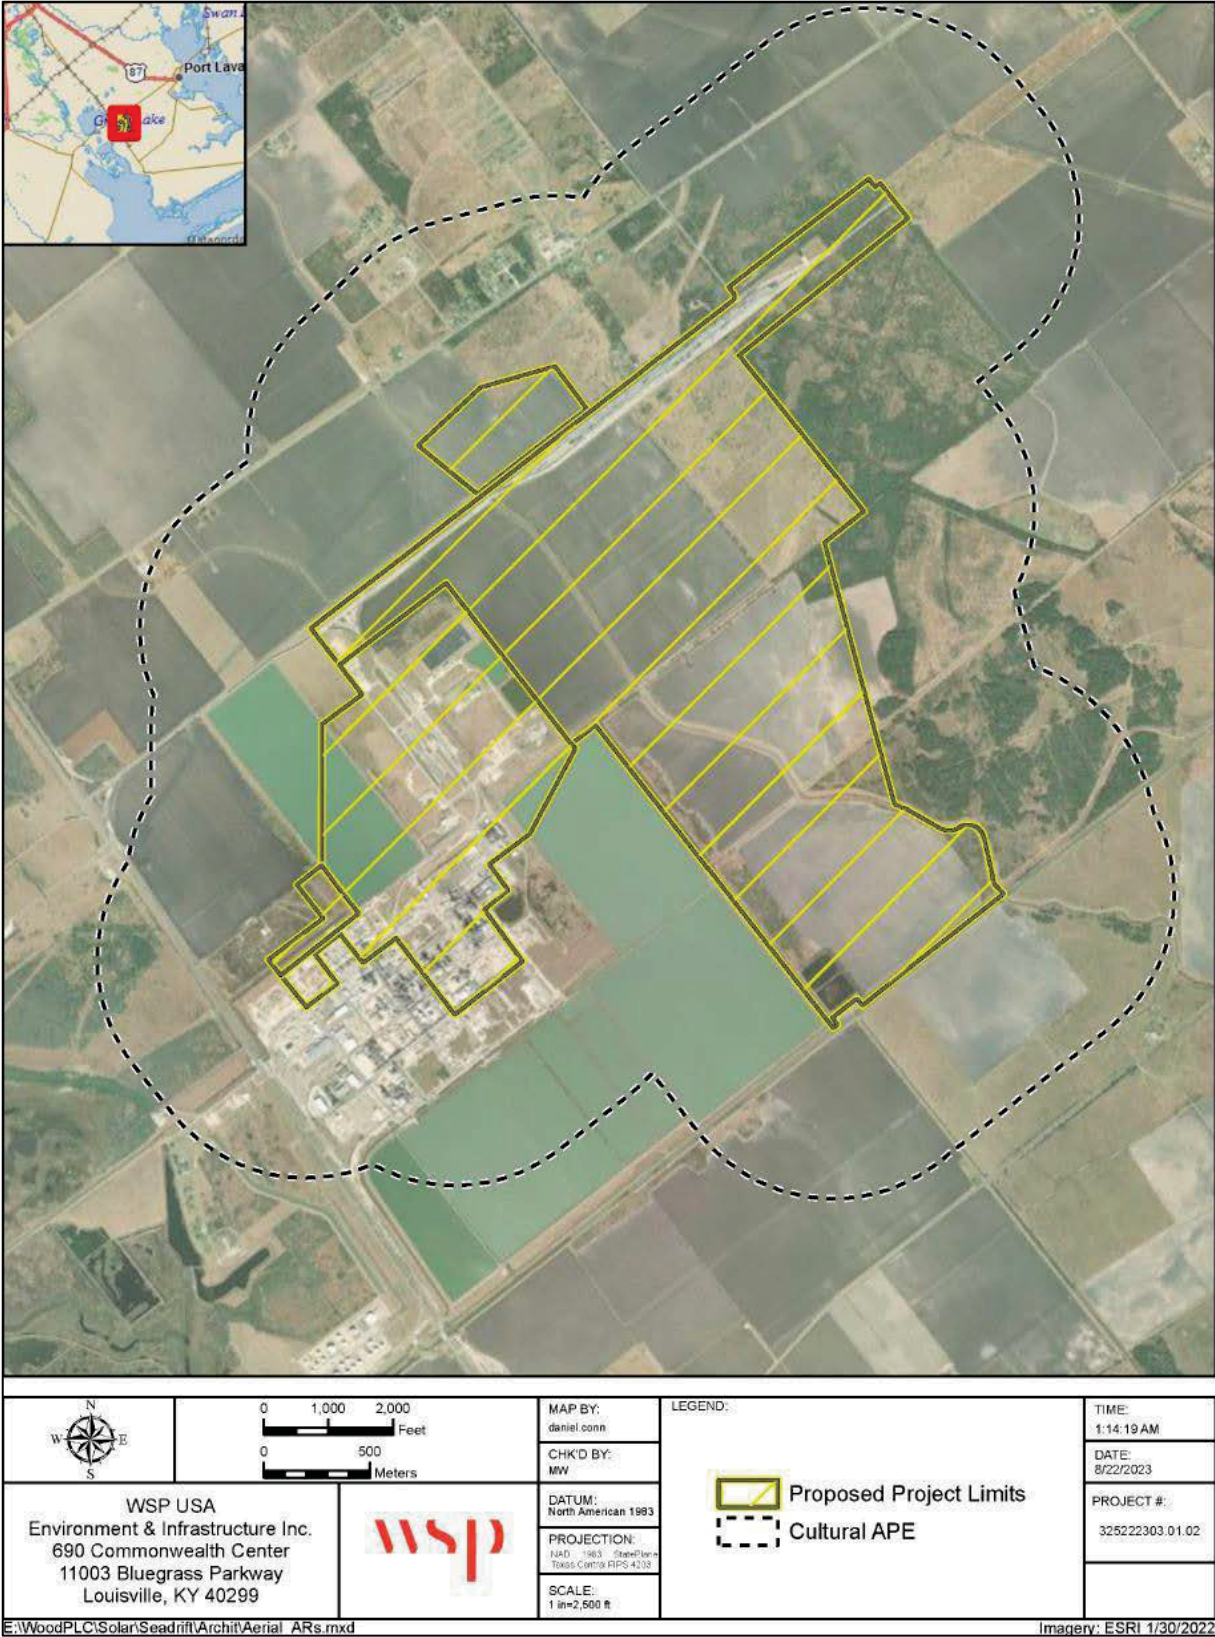 Swan
87
Port Lava
G ake
Matagorda
N
W E
S
0 1,000 2,000
Feet
0 500
Meters
MAP BY:
daniel.conn
CHK'D BY:
MW
DATUM:
North American 1983
PROJECTION:
NAD 1983 StatePlane
Texas Central FIPS 4203
SCALE:
1 in=2,500 ft
WSP USA
Environment & Infrastructure Inc.
690 Commonwealth Center
11003 Bluegrass Parkway
Louisville, KY 40299
wsp
LEGEND:
Proposed Project Limits
Cultural APE
TIME:
1:14:19 AM
DATE:
8/22/2023
PROJECT #:
325222303.01.02
E:\WoodPLC\Solar\Seadrift\Archit\Aerial_ARs.mxd
Imagery: ESRI 1/30/2022